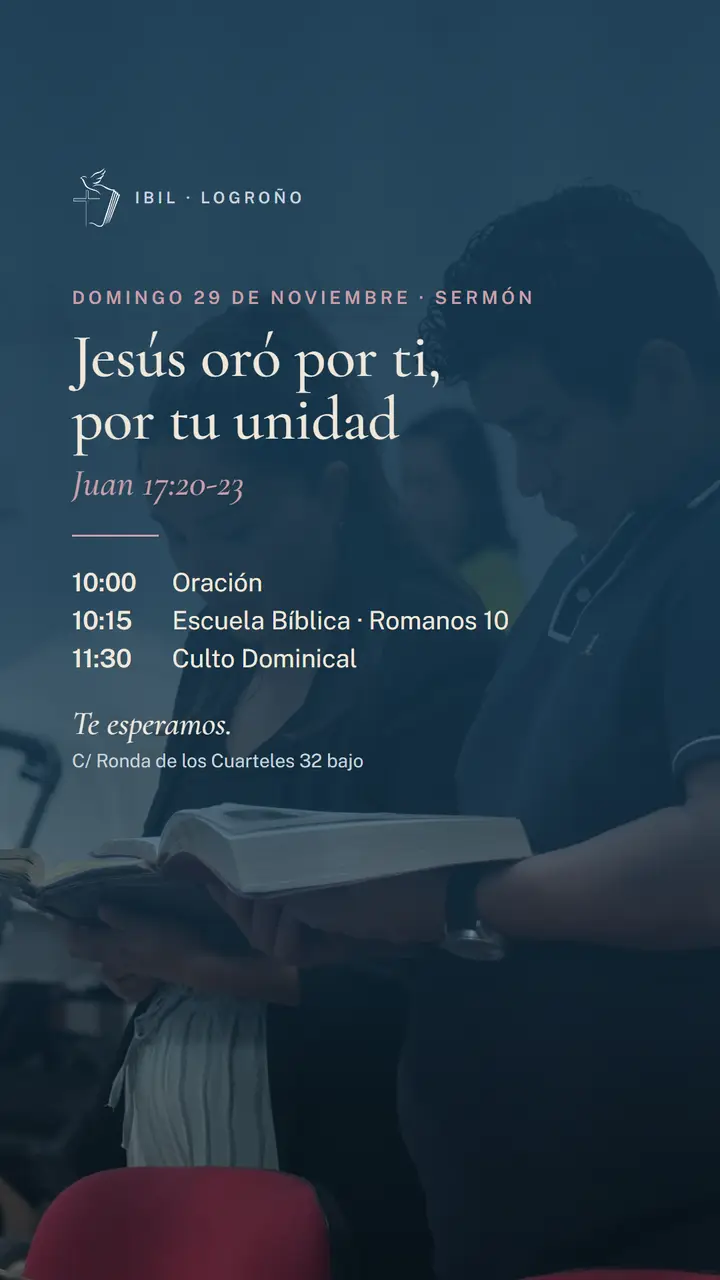 IBIL · LOGROÑO
DOMINGO 29 DE NOVIEMBRE · SERMÓN
Jesús oró por ti,
por tu unidad
Juan 17:20-23
10:00 Oración
10:15 Escuela Bíblica · Romanos 10
11:30 Culto Dominical
Te esperamos.
C/ Ronda de los Cuarteles 32 bajo